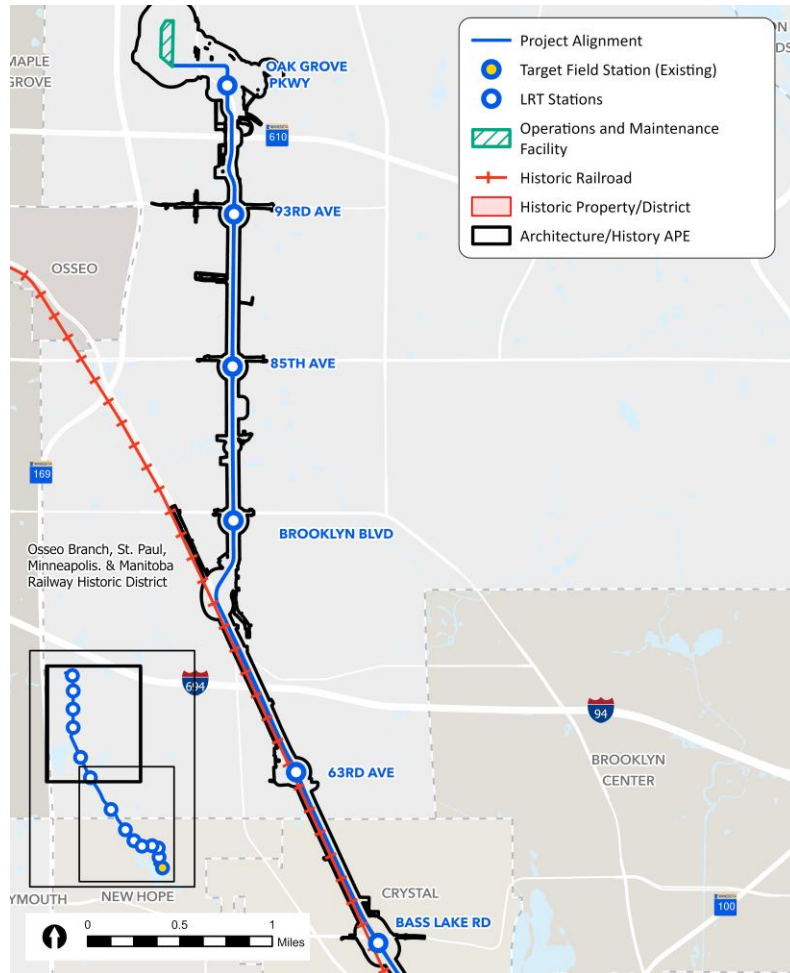 MAPLE
GROVE
OAK GROVE
PKWY
610
93RD AVE
OSSEO
85TH AVE
169
BROOKLYN BLVD
Osseo Branch, St. Paul,
Minneapolis. & Manitoba
Railway Historic District
694
94
63RD AVE
BROOKLYN
CENTER
YMOUTH
NEW HOPE
CRYSTAL
100
BASS LAKE RD
0 0.5 1
Miles
Project Alignment
Target Field Station (Existing)
LRT Stations
Operations and Maintenance
Facility
Historic Railroad
Historic Property/District
Architecture/History APE